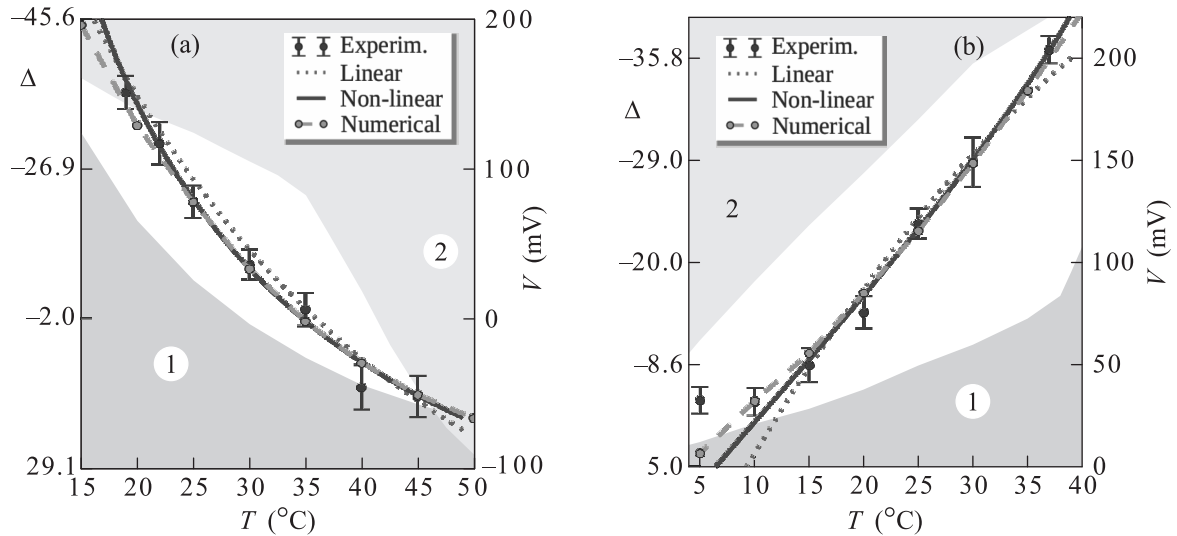 (a)
Experim.
Linear
Non-linear
Numerical
−45.6
−26.9
−2.0
29.1
Δ
200
100
0
−100
V (mV)
1
2
15 20 25 30 35 40 45 50
T (°C)
(b)
Experim.
Linear
Non-linear
Numerical
−35.8
−29.0
−20.0
−8.6
5.0
Δ
200
150
100
50
0
V (mV)
2
1
5 10 15 20 25 30 35 40
T (°C)